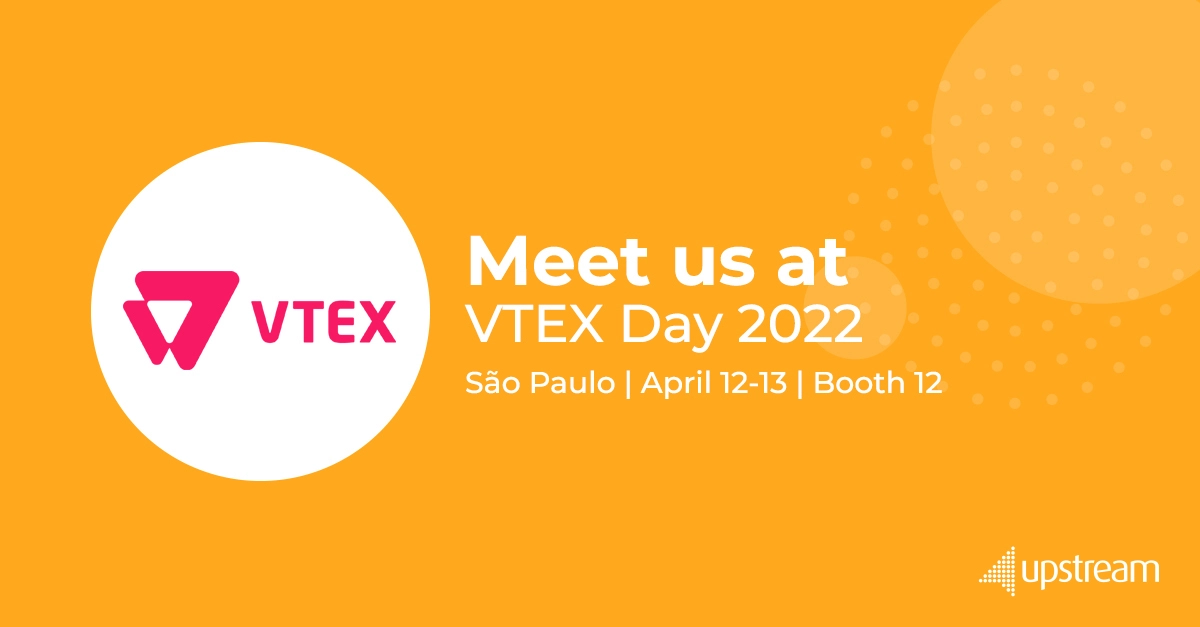 VTEX
Meet us at
VTEX Day 2022
São Paulo | April 12-13 | Booth 12
upstream